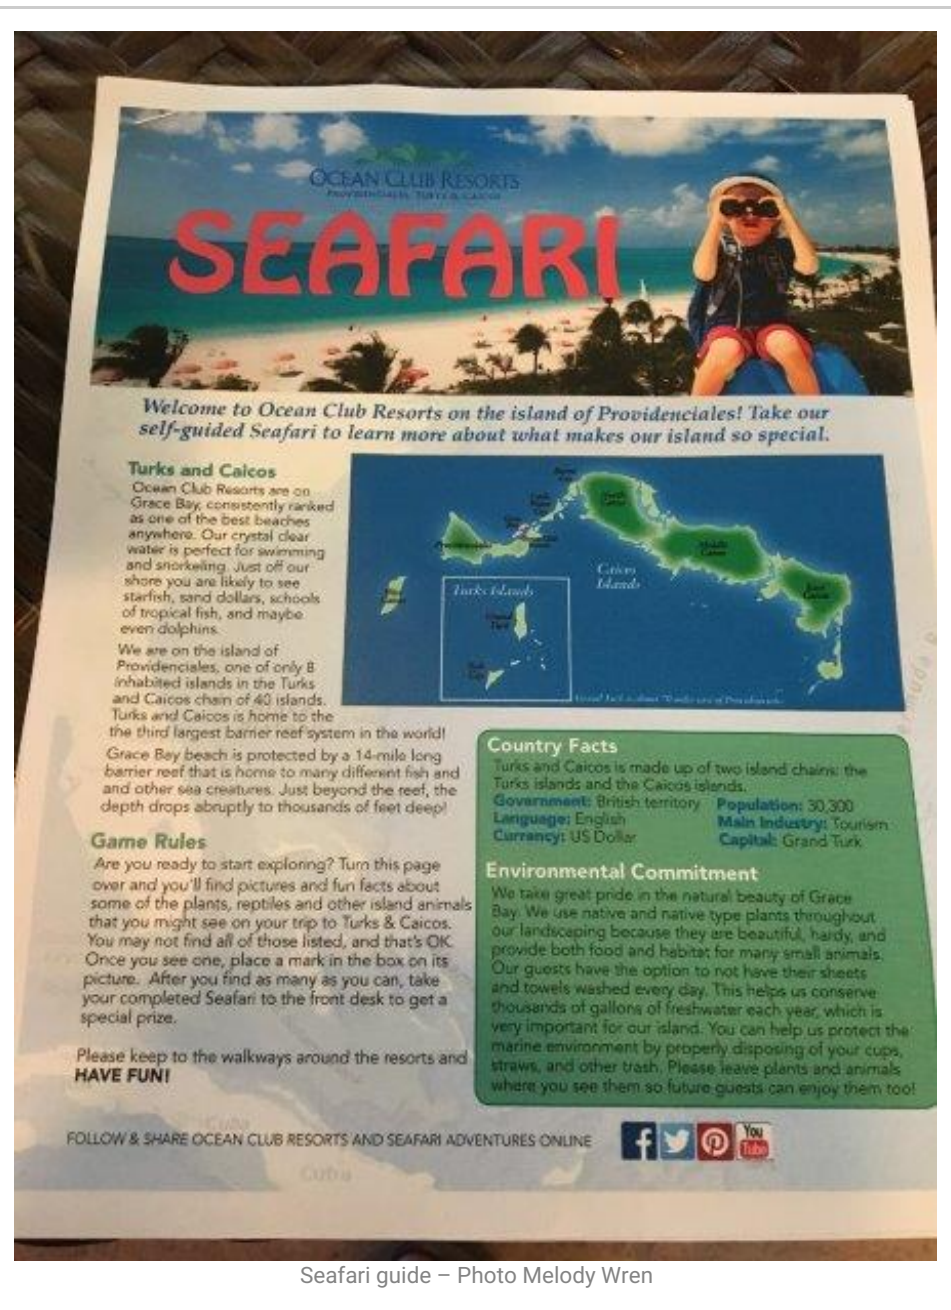 OCEAN CLUB RESORTS
PROVIDENCIALES, TURKS & CAICOS
SEAFARI
Welcome to Ocean Club Resorts on the island of Providenciales! Take our
self-guided Seafari to learn more about what makes our island so special.
Turks and Caicos
Ocean Club Resorts are on
Grace Bay, consistently ranked
as one of the best beaches
anywhere. Our crystal clear
water is perfect for swimming
and snorkeling. Just off our
shore you are likely to see
starfish, sand dollars, schools
of tropical fish, and maybe
even dolphins.
We are on the island of
Providenciales, one of only 8
inhabited islands in the Turks
and Caicos chain of 40 islands.
Turks and Caicos is home to the
the third largest barrier reef system in the world!
Grace Bay beach is protected by a 14-mile long
barrier reef that is home to many different fish and
and other sea creatures. Just beyond the reef, the
depth drops abruptly to thousands of feet deep!
Game Rules
Are you ready to start exploring? Turn this page
over and you'll find pictures and fun facts about
some of the plants, reptiles and other island animals
that you might see on your trip to Turks & Caicos.
You may not find all of those listed, and that's OK.
Once you see one, place a mark in the box on its
picture. After you find as many as you can, take
your completed Seafari to the front desk to get a
special prize.
Please keep to the walkways around the resorts and
HAVE FUN!
North
Caicos
Middle
Caicos
East
Caicos
Providenciales
Caicos
Islands
Turks Islands
Grand
Turk
Country Facts
Turks and Caicos is made up of two island chains: the
Turks islands and the Caicos islands.
Government: British territory Population: 30,300
Language: English Main Industry: Tourism
Currency: US Dollar Capital: Grand Turk
Environmental Commitment
We take great pride in the natural beauty of Grace
Bay. We use native and native type plants throughout
our landscaping because they are beautiful, hardy, and
provide both food and habitat for many small animals.
Our guests have the option to not have their sheets
and towels washed every day. This helps us conserve
thousands of gallons of freshwater each year, which is
very important for our island. You can help us protect the
marine environment by properly disposing of your cups,
straws, and other trash. Please leave plants and animals
where you see them so future guests can enjoy them too!
FOLLOW & SHARE OCEAN CLUB RESORTS AND SEAFARI ADVENTURES ONLINE
You
Tube
Cuba
Cuba
Seafari guide – Photo Melody Wren